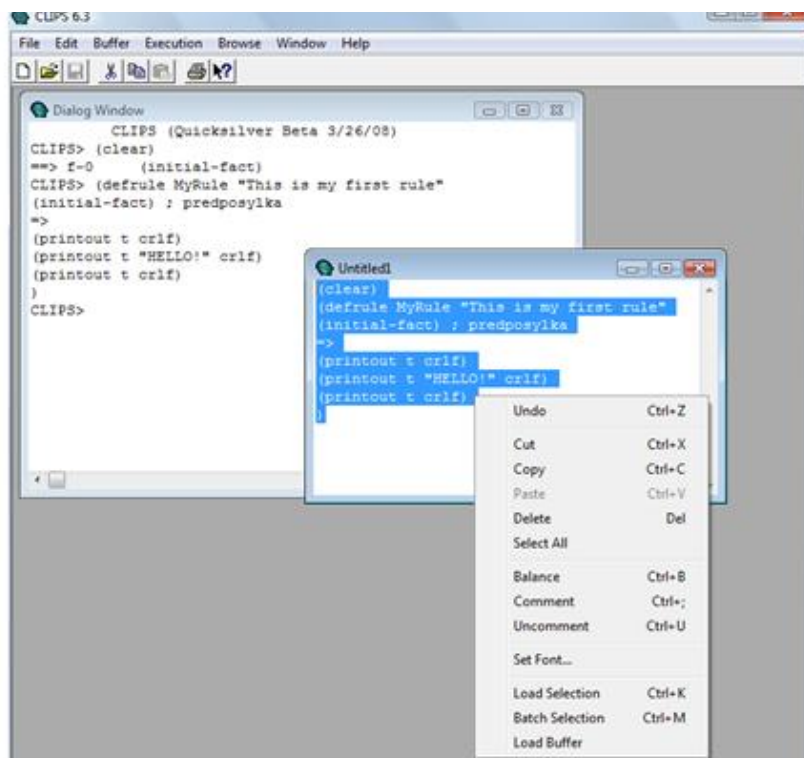 CLIPS 6.3
File Edit Buffer Execution Browse Window Help
Dialog Window
CLIPS (Quicksilver Beta 3/26/08)
CLIPS> (clear)
==> f-0 (initial-fact)
CLIPS> (defrule MyRule "This is my first rule"
(initial-fact) ; predposylka
=>
(printout t crlf)
(printout t "HELLO!" crlf)
(printout t crlf)
)
CLIPS>
Untitled1
(clear)
(defrule MyRule "This is my first rule"
(initial-fact) ; predposylka
=>
(printout t crlf)
(printout t "HELLO!" crlf)
(printout t crlf)
)
Undo Ctrl+Z
Cut Ctrl+X
Copy Ctrl+C
Paste Ctrl+V
Delete Del
Select All
Balance Ctrl+B
Comment Ctrl+;
Uncomment Ctrl+U
Set Font...
Load Selection Ctrl+K
Batch Selection Ctrl+M
Load Buffer